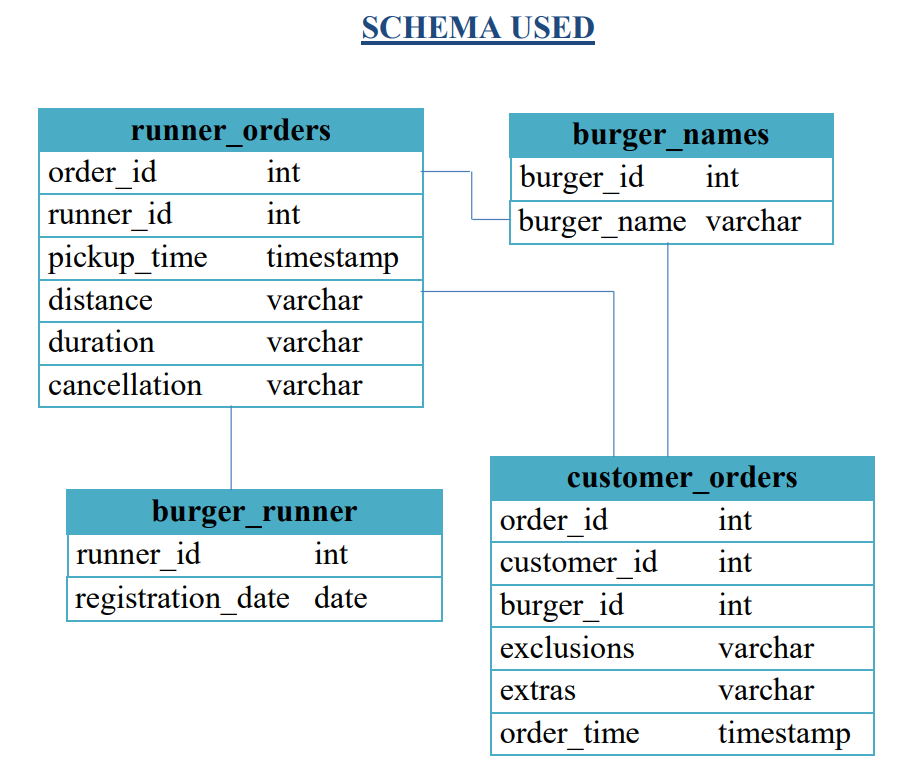 SCHEMA USED
runner_orders
order_id int
runner_id int
pickup_time timestamp
distance varchar
duration varchar
cancellation varchar
burger_names
burger_id int
burger_name varchar
burger_runner
runner_id int
registration_date date
customer_orders
order_id int
customer_id int
burger_id int
exclusions varchar
extras varchar
order_time timestamp